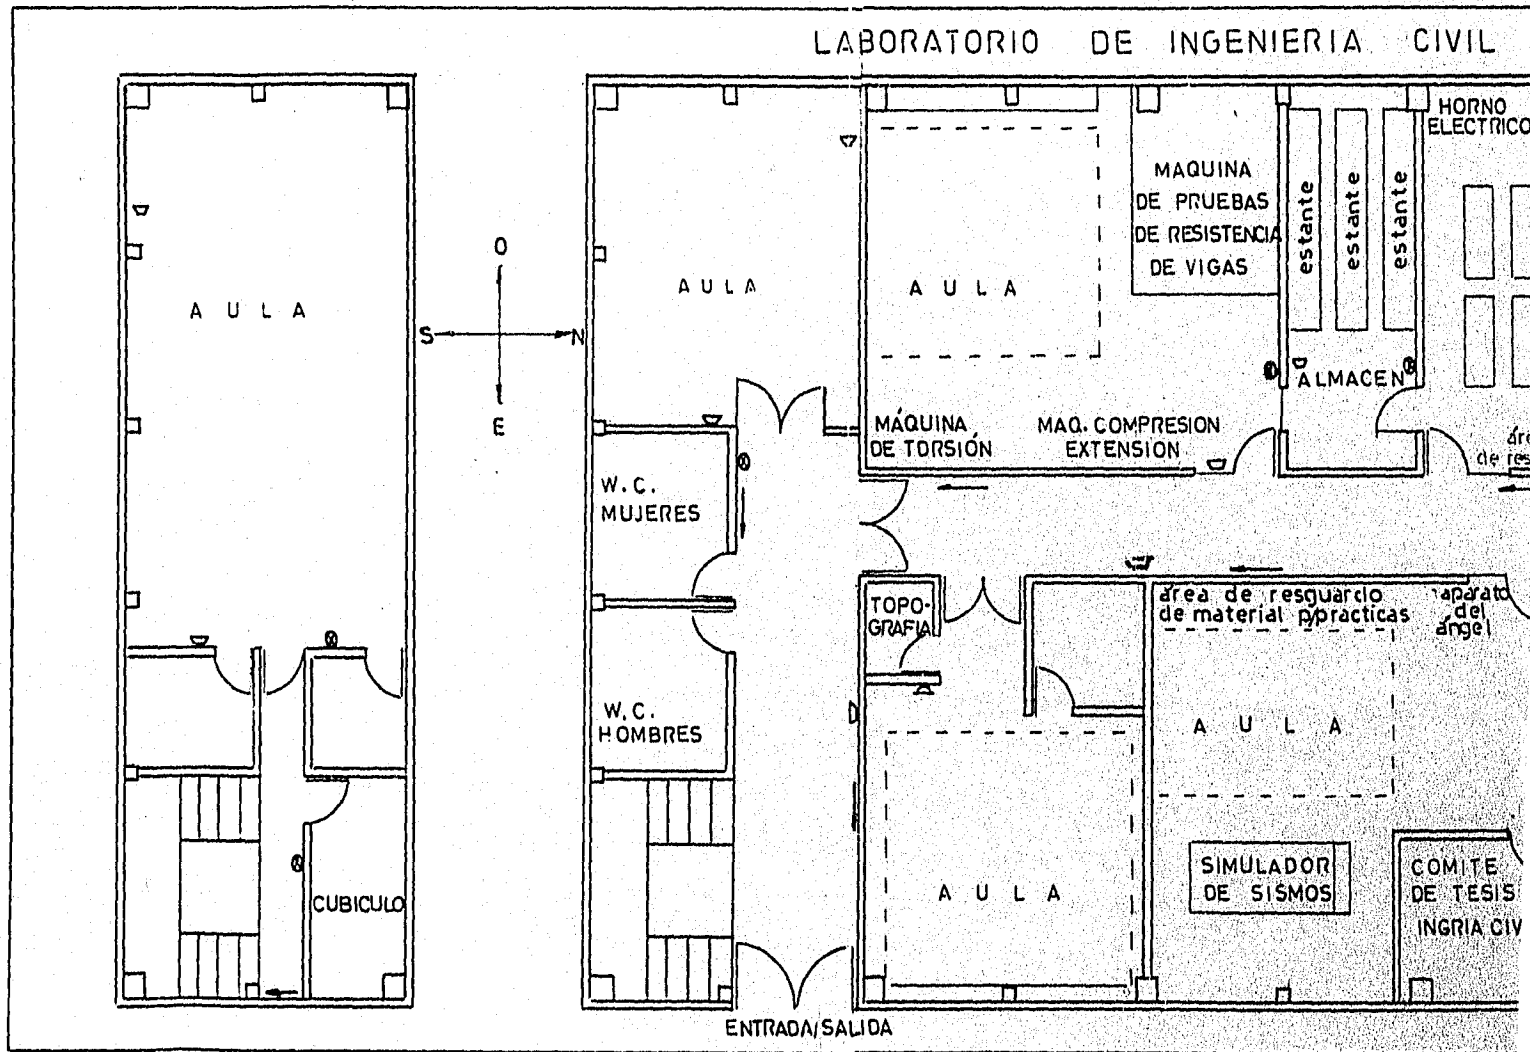 LABORATORIO DE INGENIERIA CIVIL
HORNO
ELECTRICO
MAQUINA
DE PRUEBAS
DE RESISTENCIA
DE VIGAS
estante
estante
estante
O
S
N
E
AULA
AULA
AULA
ALMACEN
MÁQUINA
DE TORSIÓN
MAQ. COMPRESION
EXTENSION
de res
W.C.
MUJERES
TOPO-
GRAFIA
área de resguardo
de material p/practicas
aparato
del
ángel
W.C.
HOMBRES
AULA
AULA
SIMULADOR
DE SISMOS
COMITE
DE TESIS
INGRIA CIV
CUBICULO
ENTRADA/SALIDA